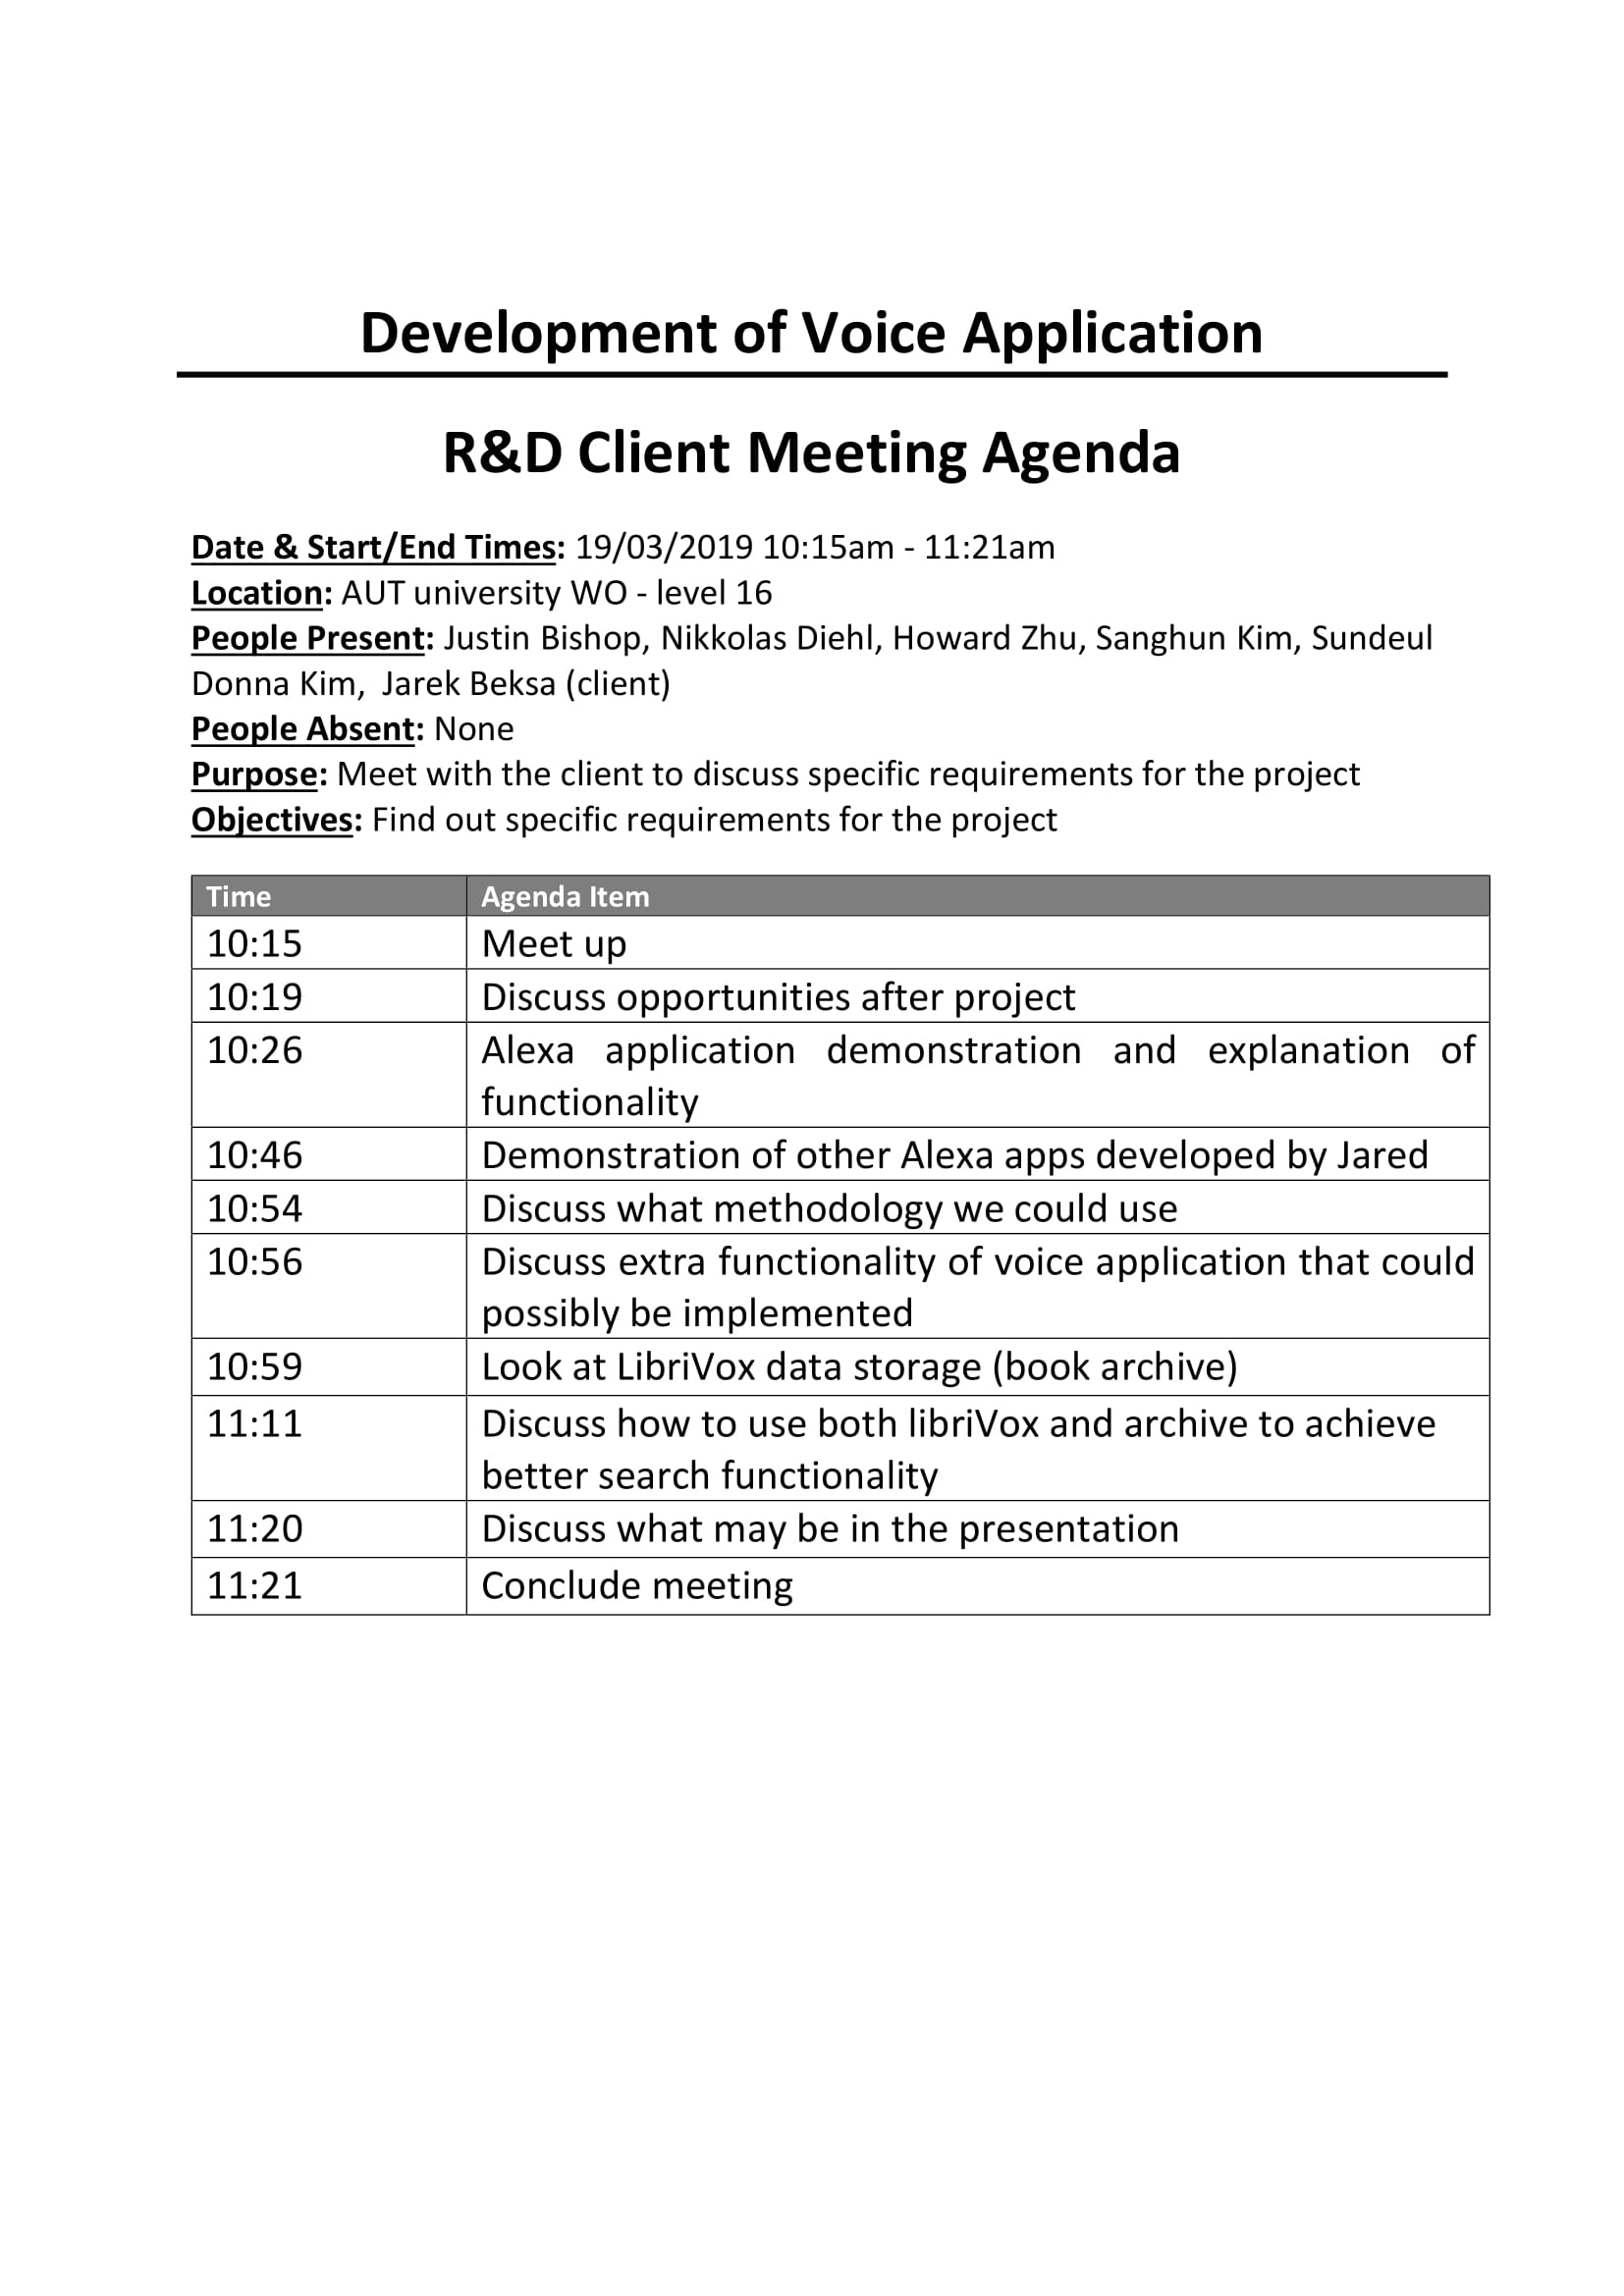 Development of Voice Application
R&D Client Meeting Agenda
Date & Start/End Times: 19/03/2019 10:15am - 11:21am
Location: AUT university WO - level 16
People Present: Justin Bishop, Nikkolas Diehl, Howard Zhu, Sanghun Kim, Sundeul
Donna Kim,  Jarek Beksa (client)
People Absent: None
Purpose: Meet with the client to discuss specific requirements for the project
Objectives: Find out specific requirements for the project
Time Agenda Item
10:15 Meet up
10:19 Discuss opportunities after project
10:26 Alexa application demonstration and explanation of
functionality
10:46 Demonstration of other Alexa apps developed by Jared
10:54 Discuss what methodology we could use
10:56 Discuss extra functionality of voice application that could
possibly be implemented
10:59 Look at LibriVox data storage (book archive)
11:11 Discuss how to use both libriVox and archive to achieve
better search functionality
11:20 Discuss what may be in the presentation
11:21 Conclude meeting